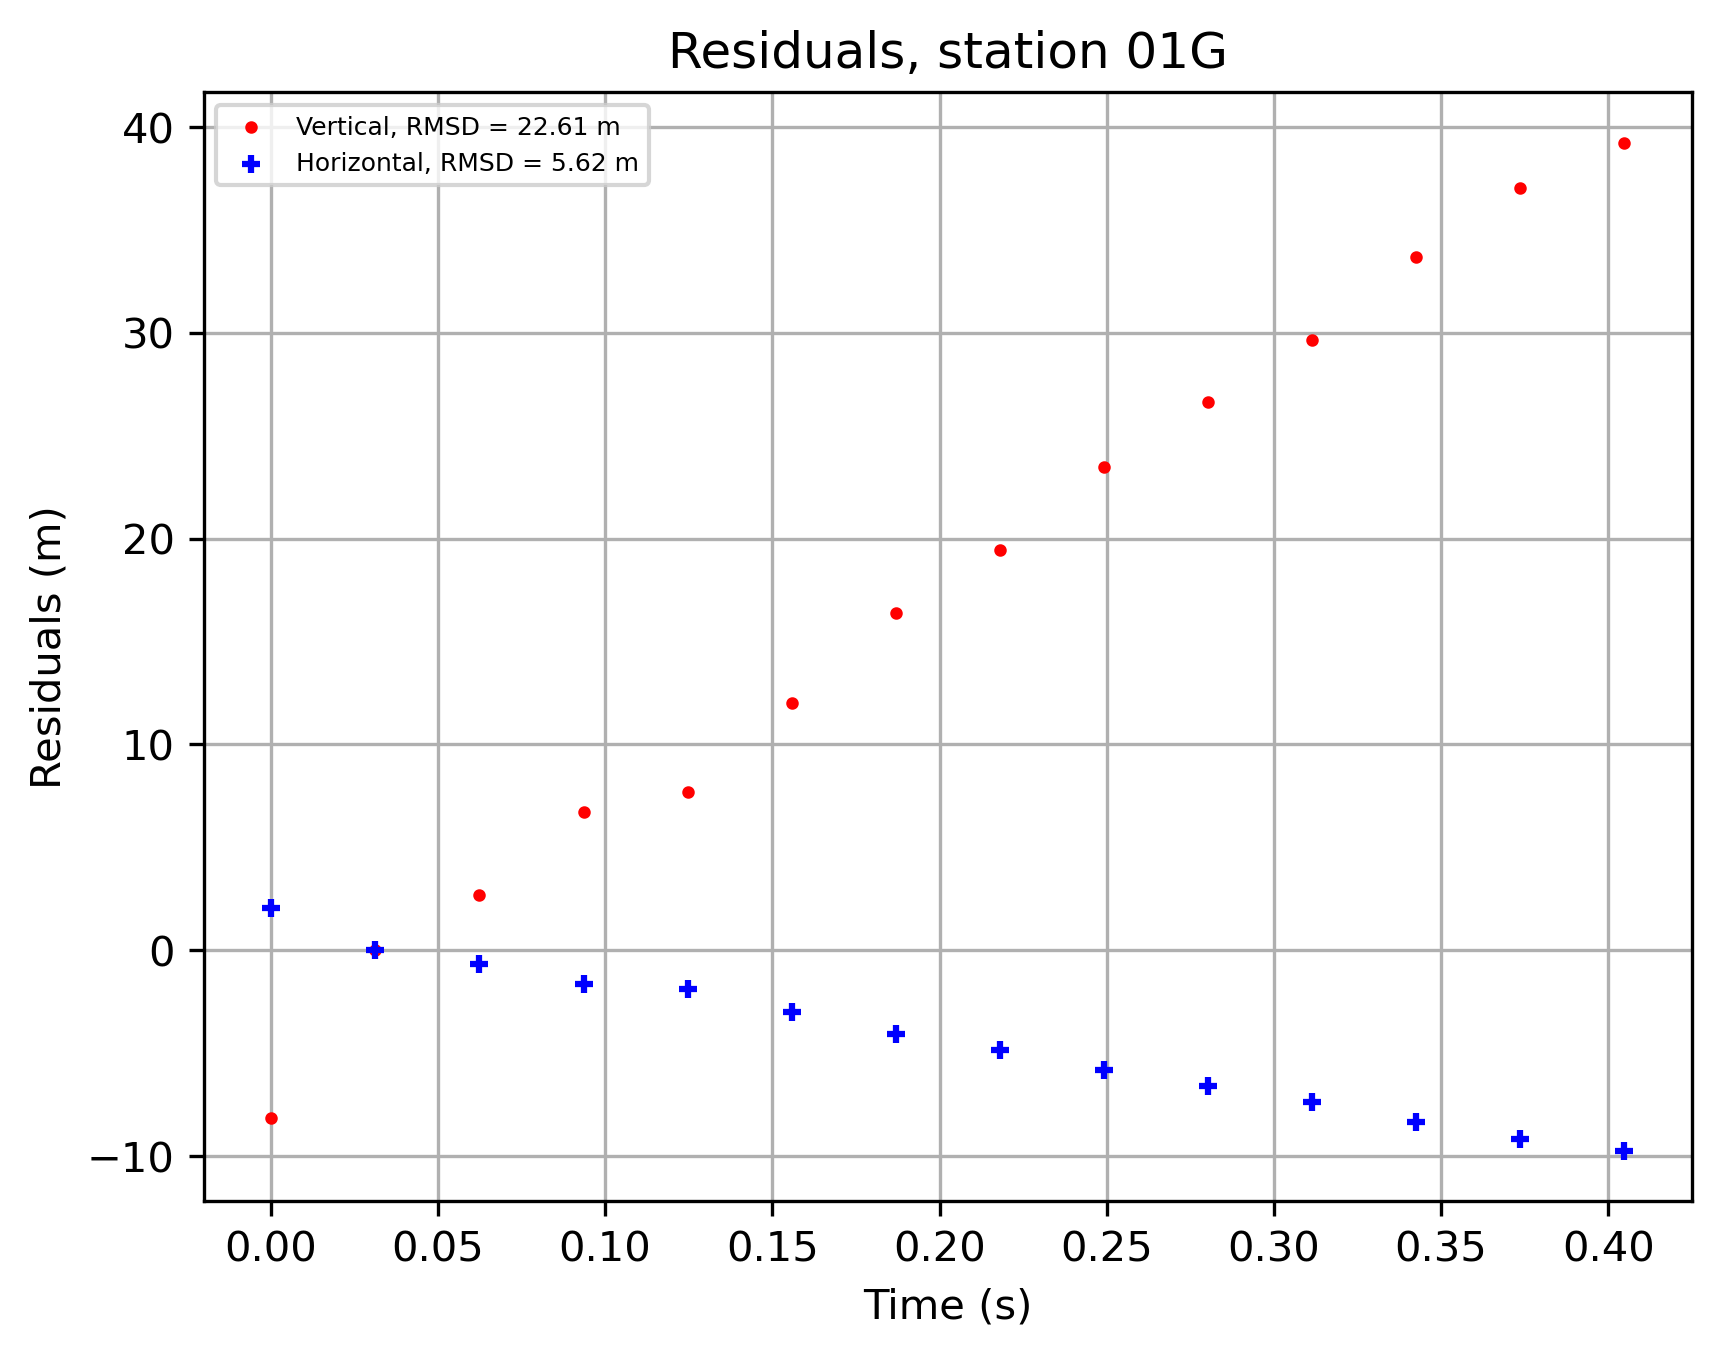 Residuals, station 01G
Vertical, RMSD = 22.61 m
Horizontal, RMSD = 5.62 m
40
30
20
10
0
−10
Residuals (m)
0.00 0.05 0.10 0.15 0.20 0.25 0.30 0.35 0.40
Time (s)